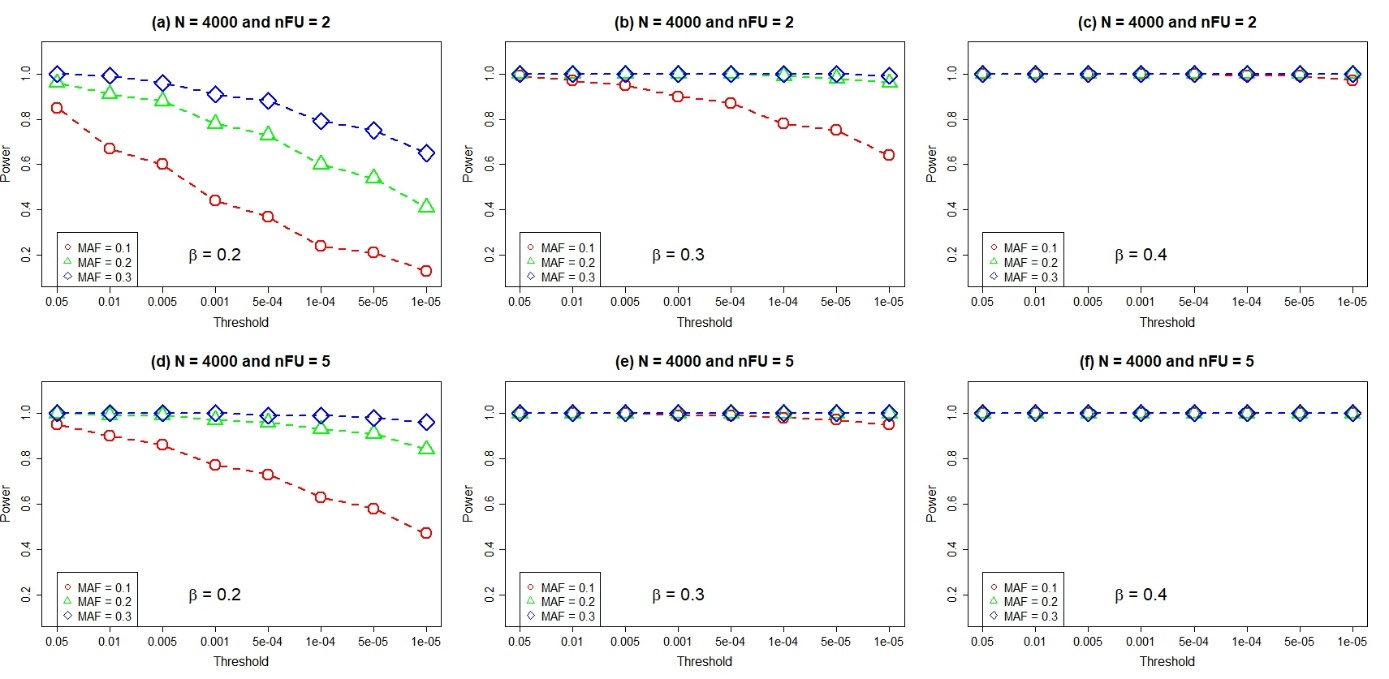 (a) N = 4000 and nFU = 2
Power
1.0
0.8
0.6
0.4
0.2
MAF = 0.1
MAF = 0.2
MAF = 0.3
β = 0.2
0.05 0.01 0.005 0.001 5e-04 1e-04 5e-05 1e-05
Threshold
(b) N = 4000 and nFU = 2
Power
1.0
0.8
0.6
0.4
0.2
MAF = 0.1
MAF = 0.2
MAF = 0.3
β = 0.3
0.05 0.01 0.005 0.001 5e-04 1e-04 5e-05 1e-05
Threshold
(c) N = 4000 and nFU = 2
Power
1.0
0.8
0.6
0.4
0.2
MAF = 0.1
MAF = 0.2
MAF = 0.3
β = 0.4
0.05 0.01 0.005 0.001 5e-04 1e-04 5e-05 1e-05
Threshold
(d) N = 4000 and nFU = 5
Power
1.0
0.8
0.6
0.4
0.2
MAF = 0.1
MAF = 0.2
MAF = 0.3
β = 0.2
0.05 0.01 0.005 0.001 5e-04 1e-04 5e-05 1e-05
Threshold
(e) N = 4000 and nFU = 5
Power
1.0
0.8
0.6
0.4
0.2
MAF = 0.1
MAF = 0.2
MAF = 0.3
β = 0.3
0.05 0.01 0.005 0.001 5e-04 1e-04 5e-05 1e-05
Threshold
(f) N = 4000 and nFU = 5
Power
1.0
0.8
0.6
0.4
0.2
MAF = 0.1
MAF = 0.2
MAF = 0.3
β = 0.4
0.05 0.01 0.005 0.001 5e-04 1e-04 5e-05 1e-05
Threshold